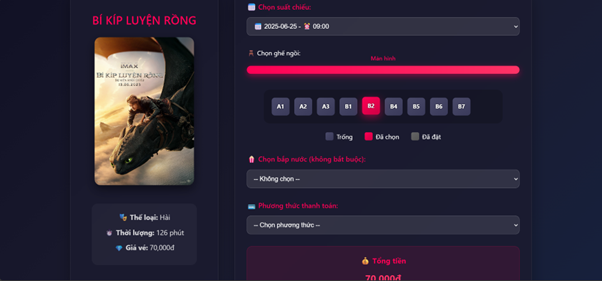 BÍ KÍP LUYỆN RỒNG
IMAX
BÍ KÍP LUYỆN RỒNG
Thể loại: Hài
Thời lượng: 126 phút
Giá vé: 70,000đ
Chọn suất chiếu:
2025-06-25 - 09:00
Chọn ghế ngồi:
Màn hình
A1 A2 A3 B1 B2 B4 B5 B6 B7
Trống Đã chọn Đã đặt
Chọn bắp nước (không bắt buộc):
-- Không chọn --
Phương thức thanh toán:
-- Chọn phương thức --
Tổng tiền
70,000đ